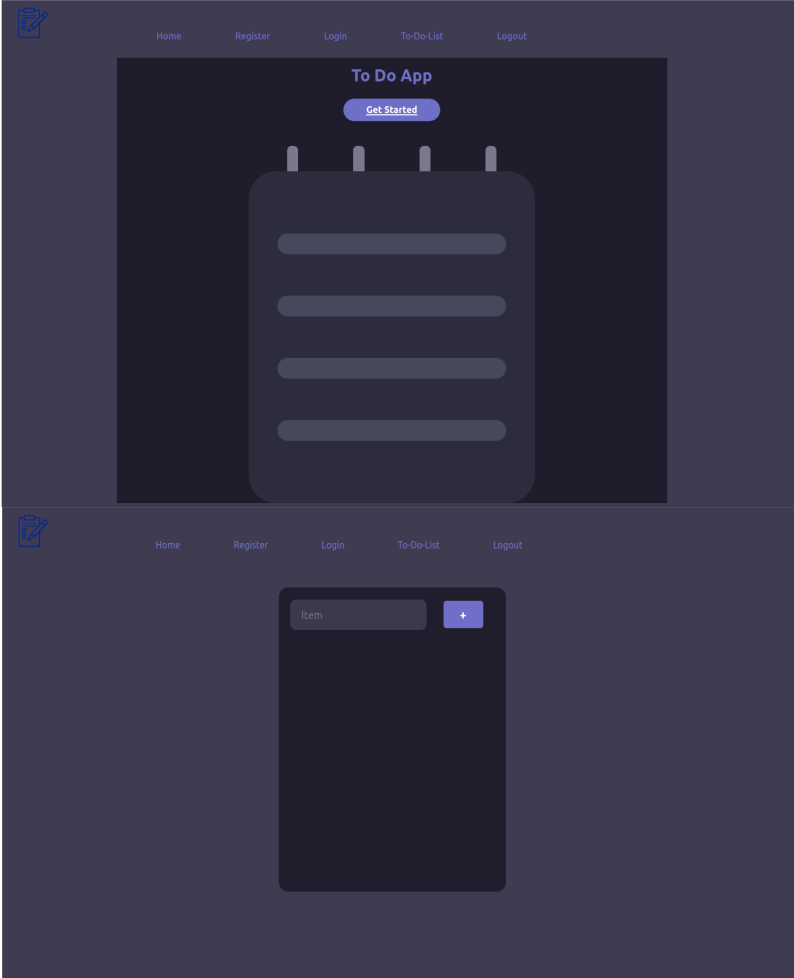 Home Register Login To-Do-List Logout
To Do App
Get Started
Home Register Login To-Do-List Logout
Item +